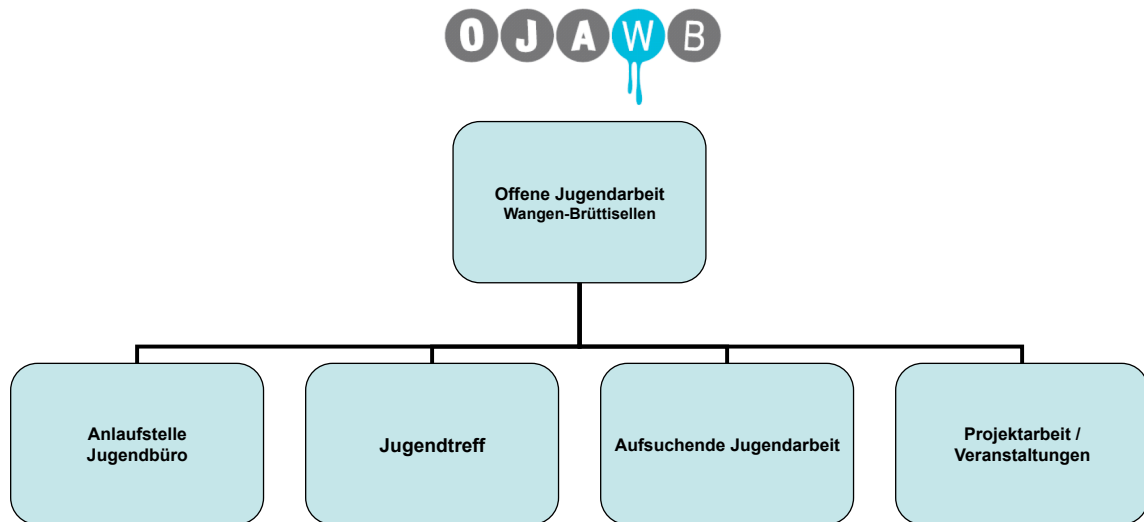 OJAWB
Offene Jugendarbeit
Wangen-Brüttisellen
Anlaufstelle
Jugendbüro
Jugendtreff
Aufsuchende Jugendarbeit
Projektarbeit /
Veranstaltungen